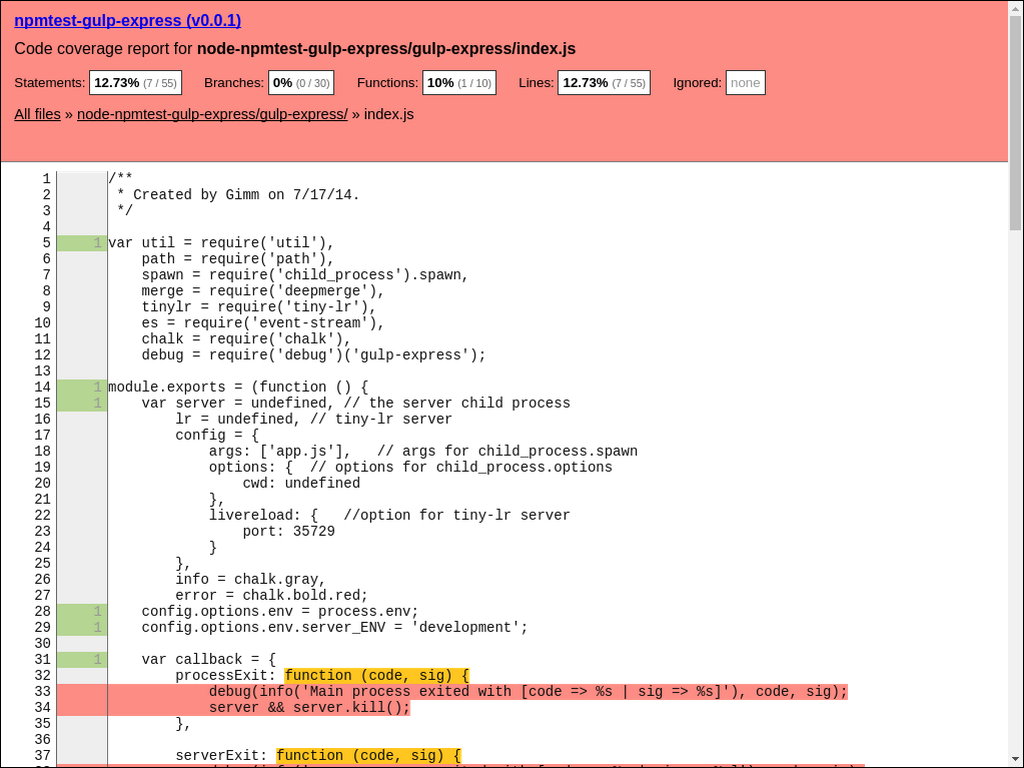 npmtest-gulp-express (v0.0.1)
Code coverage report for node-npmtest-gulp-express/gulp-express/index.js
Statements: 12.73% (7 / 55) Branches: 0% (0 / 30) Functions: 10% (1 / 10) Lines: 12.73% (7 / 55) Ignored: none
All files » node-npmtest-gulp-express/gulp-express/ » index.js
1 /**
2  * Created by Gimm on 7/17/14.
3  */
4
5 1 var util = require('util'),
6     path = require('path'),
7     spawn = require('child_process').spawn,
8     merge = require('deepmerge'),
9     tinylr = require('tiny-lr'),
10     es = require('event-stream'),
11     chalk = require('chalk'),
12     debug = require('debug')('gulp-express');
13
14 1 module.exports = (function () {
15 1     var server = undefined, // the server child process
16         lr = undefined, // tiny-lr server
17         config = {
18             args: ['app.js'],   // args for child_process.spawn
19             options: {  // options for child_process.options
20                 cwd: undefined
21             },
22             livereload: {   //option for tiny-lr server
23                 port: 35729
24             }
25         },
26         info = chalk.gray,
27         error = chalk.bold.red;
28 1     config.options.env = process.env;
29 1     config.options.env.server_ENV = 'development';
30
31 1     var callback = {
32         processExit: function (code, sig) {
33             debug(info('Main process exited with [code => %s | sig => %s]'), code, sig);
34             server && server.kill();
35         },
36
37         serverExit: function (code, sig) {